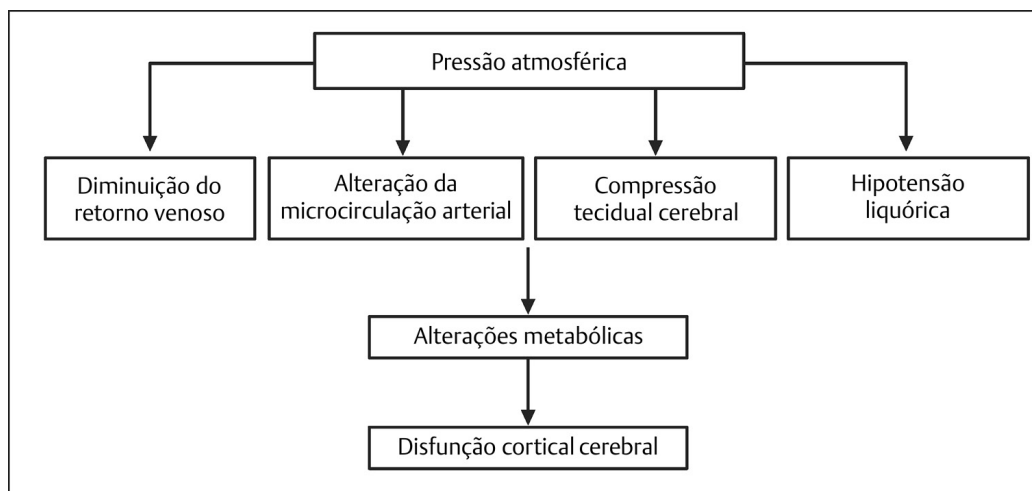 Pressão atmosférica
Diminuição do
retorno venoso
Alteração da
microcirculação arterial
Compressão
tecidual cerebral
Hipotensão
liquórica
Alterações metabólicas
Disfunção cortical cerebral